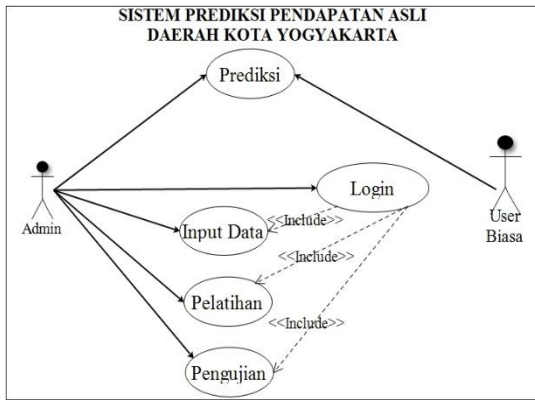 SISTEM PREDIKSI PENDAPATAN ASLI
DAERAH KOTA YOGYAKARTA
Prediksi
Login
Admin
User
Biasa
Input Data
<<Include>>
<<Include>>
Pelatihan
<<Include>>
Pengujian